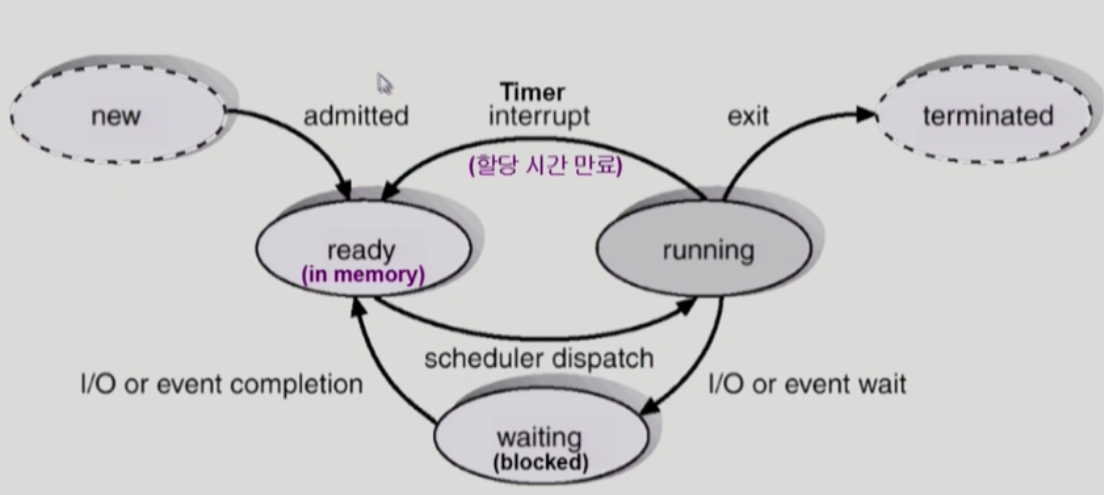 new
admitted
Timer
interrupt
(할당 시간 만료)
exit
terminated
ready
(in memory)
running
scheduler dispatch
I/O or event completion
I/O or event wait
waiting
(blocked)